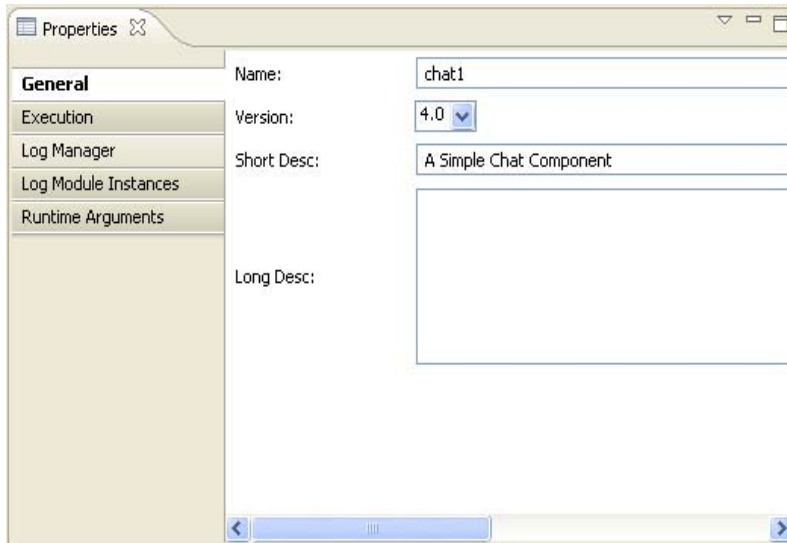 Properties
General
Execution
Log Manager
Log Module Instances
Runtime Arguments
Name: chat1
Version: 4.0
Short Desc: A Simple Chat Component
Long Desc: